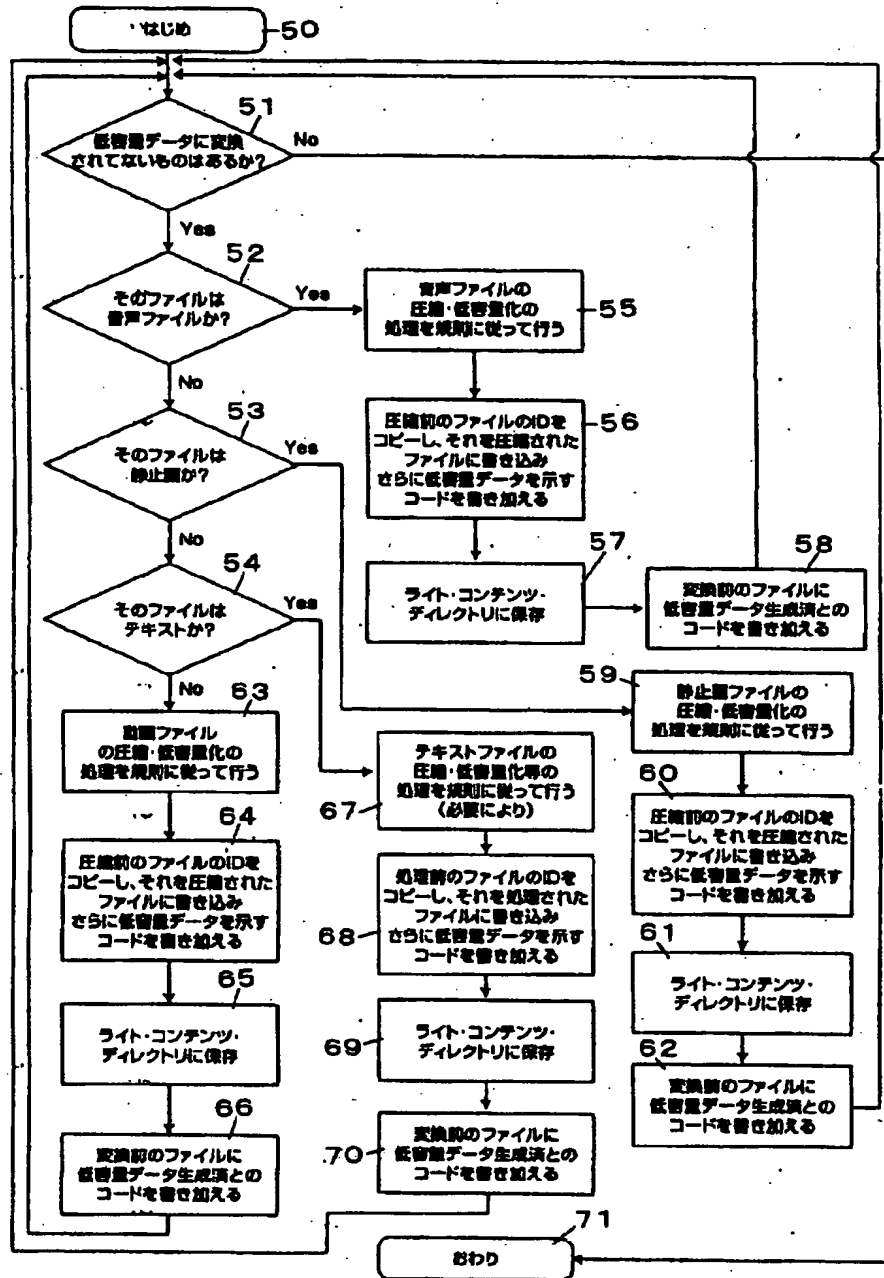 はじめ
50
51
低容量データに変換
されてないものはあるか?
No
Yes
52
そのファイルは
音声ファイルか?
Yes
No
音声ファイルの
圧縮・低容量化の
処理を規則に従って行う
55
圧縮前のファイルのIDを
コピーし、それを圧縮された
ファイルに書き込み
さらに低容量データを示す
コードを書き加える
56
53
そのファイルは
静止画か?
Yes
No
57
ライト・コンテンツ・
ディレクトリに保存
58
変換前のファイルに
低容量データ生成済との
コードを書き加える
54
そのファイルは
テキストか?
Yes
No
59
静止画ファイルの
圧縮・低容量化の
処理を規則に従って行う
60
圧縮前のファイルのIDを
コピーし、それを圧縮された
ファイルに書き込み
さらに低容量データを示す
コードを書き加える
61
ライト・コンテンツ・
ディレクトリに保存
62
変換前のファイルに
低容量データ生成済との
コードを書き加える
63
動画ファイル
の圧縮・低容量化の
処理を規則に従って行う
64
圧縮前のファイルのIDを
コピーし、それを圧縮された
ファイルに書き込み
さらに低容量データを示す
コードを書き加える
65
ライト・コンテンツ・
ディレクトリに保存
66
変換前のファイルに
低容量データ生成済との
コードを書き加える
テキストファイルの
圧縮・低容量化等の
処理を規則に従って行う
(必要により)
67
処理前のファイルのIDを
コピーし、それを処理された
ファイルに書き込み
さらに低容量データを示す
コードを書き加える
68
ライト・コンテンツ・
ディレクトリに保存
69
変換前のファイルに
低容量データ生成済との
コードを書き加える
70
71
おわり